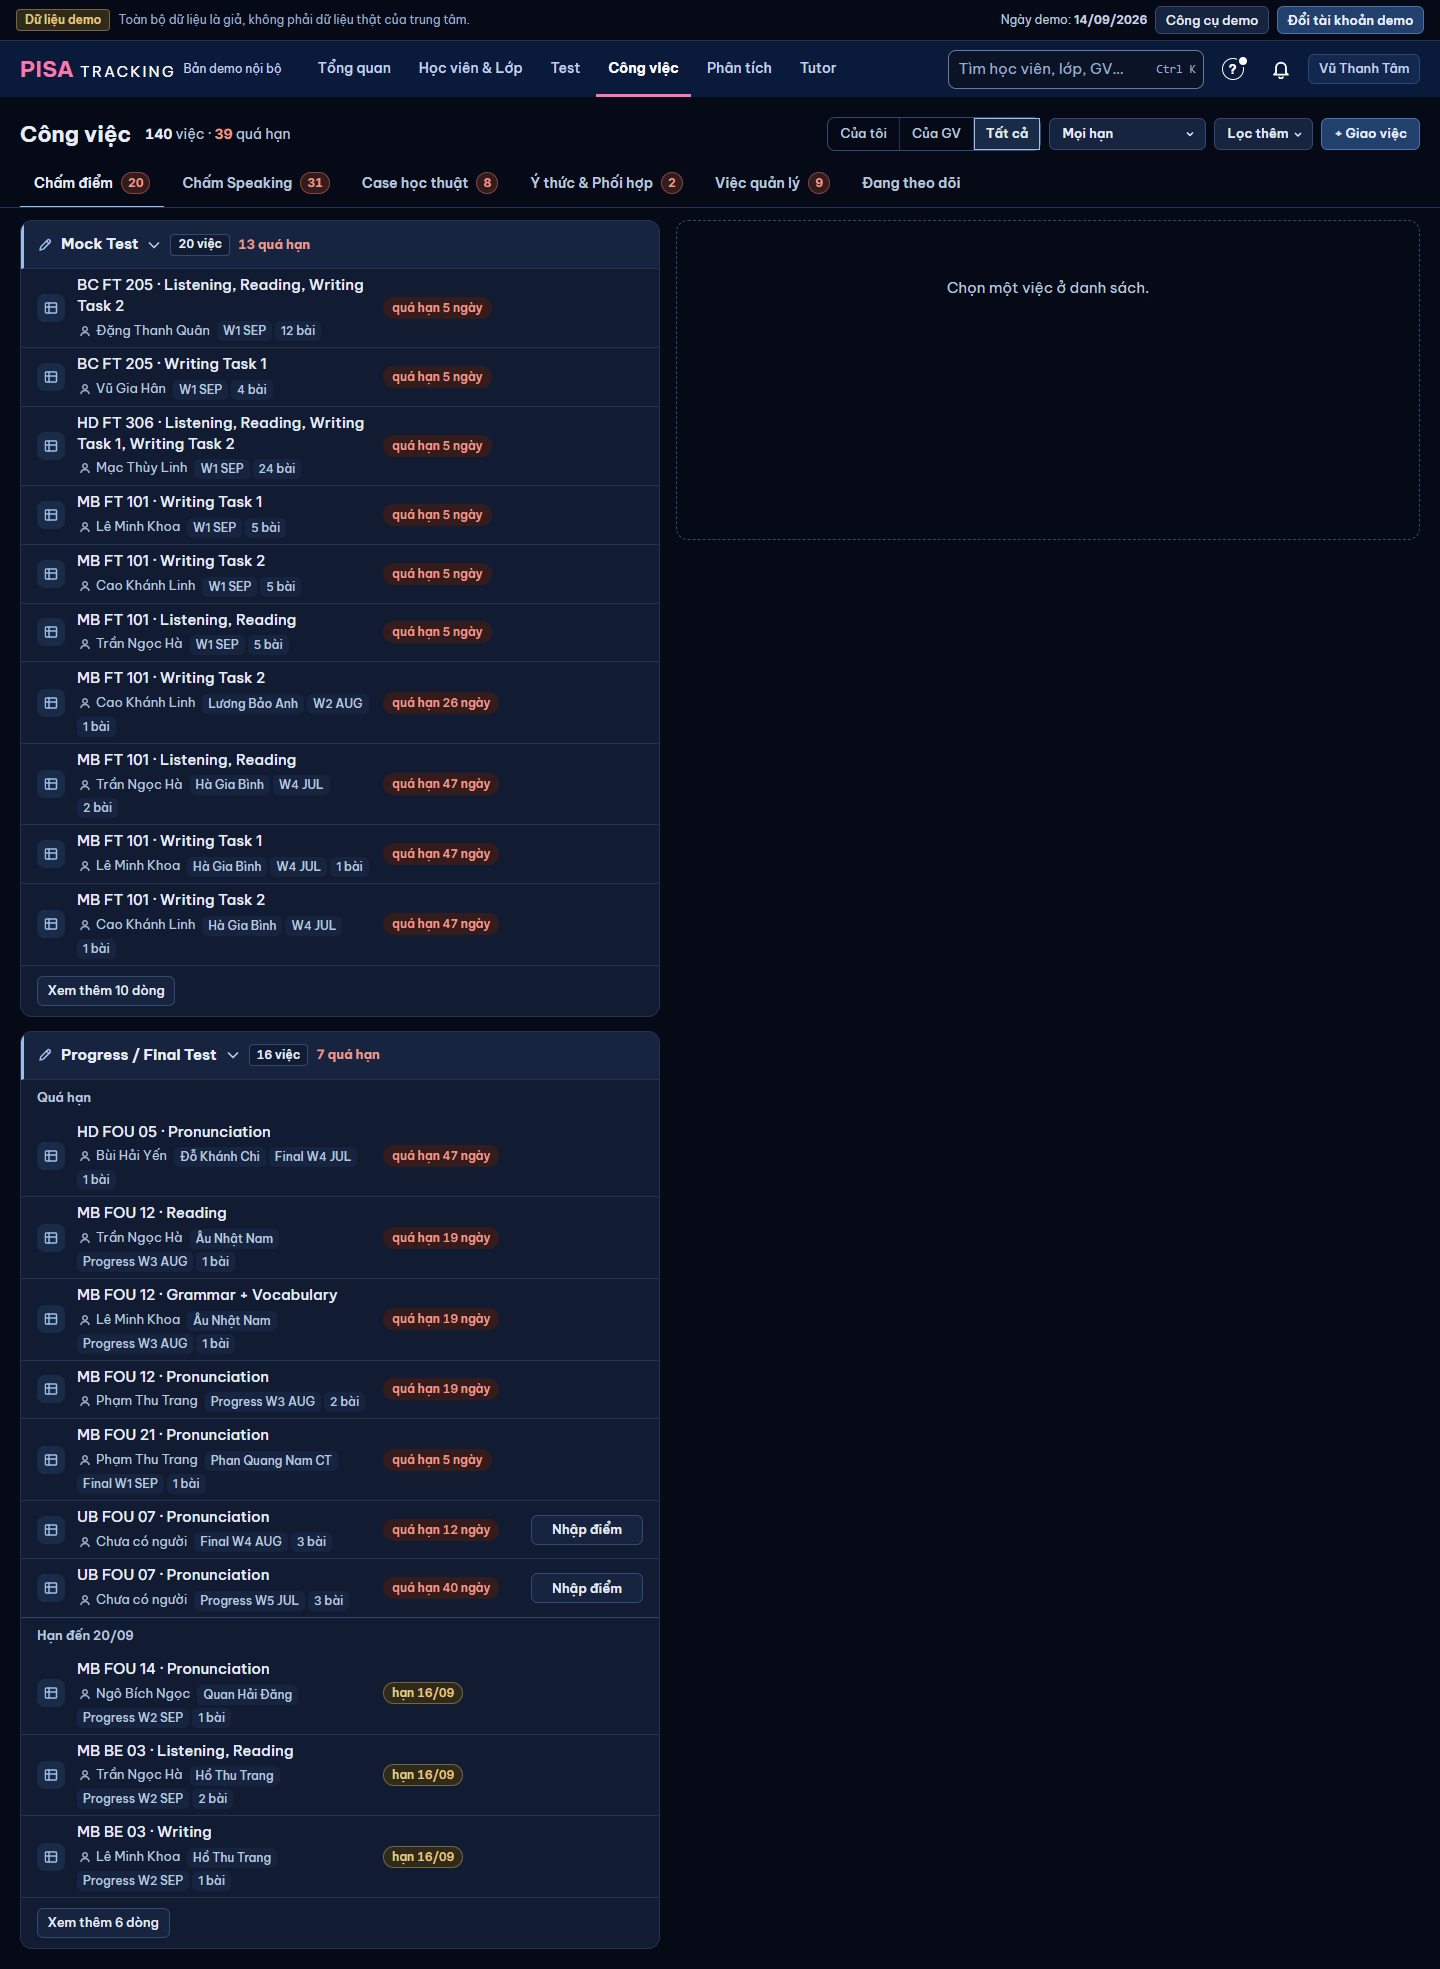 Dữ liệu demo Toàn bộ dữ liệu là giả, không phải dữ liệu thật của trung tâm. Ngày demo: 14/09/2026 Công cụ demo Đổi tài khoản demo
PISA TRACKING Bản demo nội bộ Tổng quan Học viên & Lớp Test Công việc Phân tích Tutor Tìm học viên, lớp, GV... Ctrl K ? Vũ Thanh Tâm
Công việc 140 việc · 39 quá hạn Của tôi Của GV Tất cả Mọi hạn Lọc thêm + Giao việc
Chấm điểm 20 Chấm Speaking 31 Case học thuật 8 Ý thức & Phối hợp 2 Việc quản lý 9 Đang theo dõi
Mock Test 20 việc 13 quá hạn
Chọn một việc ở danh sách.
BC FT 205 · Listening, Reading, Writing
Task 2
quá hạn 5 ngày
Đặng Thanh Quân W1 SEP 12 bài
BC FT 205 · Writing Task 1
quá hạn 5 ngày
Vũ Gia Hân W1 SEP 4 bài
HD FT 306 · Listening, Reading, Writing
Task 1, Writing Task 2
quá hạn 5 ngày
Mạc Thùy Linh W1 SEP 24 bài
MB FT 101 · Writing Task 1
quá hạn 5 ngày
Lê Minh Khoa W1 SEP 5 bài
MB FT 101 · Writing Task 2
quá hạn 5 ngày
Cao Khánh Linh W1 SEP 5 bài
MB FT 101 · Listening, Reading
quá hạn 5 ngày
Trần Ngọc Hà W1 SEP 5 bài
MB FT 101 · Writing Task 2
Cao Khánh Linh Lương Bảo Anh W2 AUG quá hạn 26 ngày
1 bài
MB FT 101 · Listening, Reading
Trần Ngọc Hà Hà Gia Bình W4 JUL quá hạn 47 ngày
2 bài
MB FT 101 · Writing Task 1
quá hạn 47 ngày
Lê Minh Khoa Hà Gia Bình W4 JUL 1 bài
MB FT 101 · Writing Task 2
Cao Khánh Linh Hà Gia Bình W4 JUL quá hạn 47 ngày
1 bài
Xem thêm 10 dòng
Progress / Final Test 16 việc 7 quá hạn
Quá hạn
HD FOU 05 · Pronunciation
Bùi Hải Yến Đỗ Khánh Chi Final W4 JUL quá hạn 47 ngày
1 bài
MB FOU 12 · Reading
Trần Ngọc Hà Âu Nhật Nam quá hạn 19 ngày
Progress W3 AUG 1 bài
MB FOU 12 · Grammar + Vocabulary
Lê Minh Khoa Âu Nhật Nam quá hạn 19 ngày
Progress W3 AUG 1 bài
MB FOU 12 · Pronunciation
quá hạn 19 ngày
Phạm Thu Trang Progress W3 AUG 2 bài
MB FOU 21 · Pronunciation
Phạm Thu Trang Phan Quang Nam CT quá hạn 5 ngày
Final W1 SEP 1 bài
UB FOU 07 · Pronunciation
quá hạn 12 ngày Nhập điểm
Chưa có người Final W4 AUG 3 bài
UB FOU 07 · Pronunciation
quá hạn 40 ngày Nhập điểm
Chưa có người Progress W5 JUL 3 bài
Hạn đến 20/09
MB FOU 14 · Pronunciation
Ngô Bích Ngọc Quan Hải Đăng hạn 16/09
Progress W2 SEP 1 bài
MB BE 03 · Listening, Reading
Trần Ngọc Hà Hồ Thu Trang hạn 16/09
Progress W2 SEP 2 bài
MB BE 03 · Writing
Lê Minh Khoa Hồ Thu Trang hạn 16/09
Progress W2 SEP 1 bài
Xem thêm 6 dòng